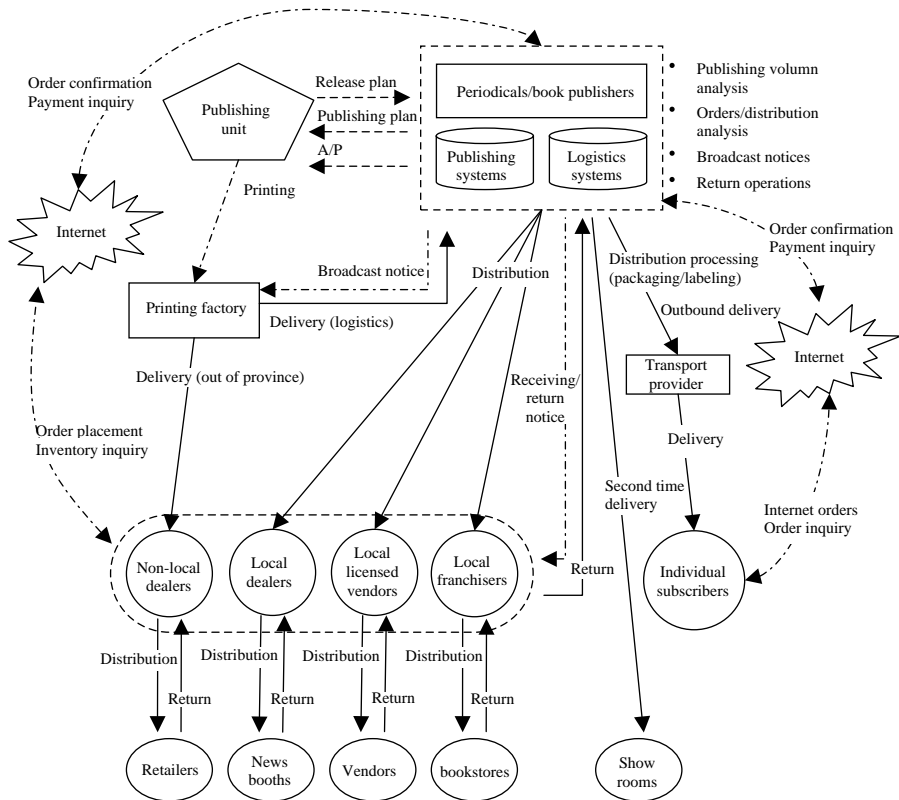 Order confirmation
Payment inquiry
Publishing
unit
Release plan
Publishing plan
A/P
Periodicals/book publishers
Publishing
systems
Logistics
systems
• Publishing volumn
analysis
• Orders/distribution
analysis
• Broadcast notices
• Return operations
Printing
Internet
Order confirmation
Payment inquiry
Broadcast notice
Distribution
Distribution processing
(packaging/labeling)
Printing factory
Delivery (logistics)
Outbound delivery
Internet
Delivery (out of province)
Receiving/
return
notice
Transport
provider
Order placement
Inventory inquiry
Delivery
Second time
delivery
Internet orders
Order inquiry
Non-local
dealers
Local
dealers
Local
licensed
vendors
Local
franchisers
Return
Individual
subscribers
Distribution
Distribution
Distribution
Distribution
Return
Return
Return
Return
Retailers
News
booths
Vendors
bookstores
Show
rooms